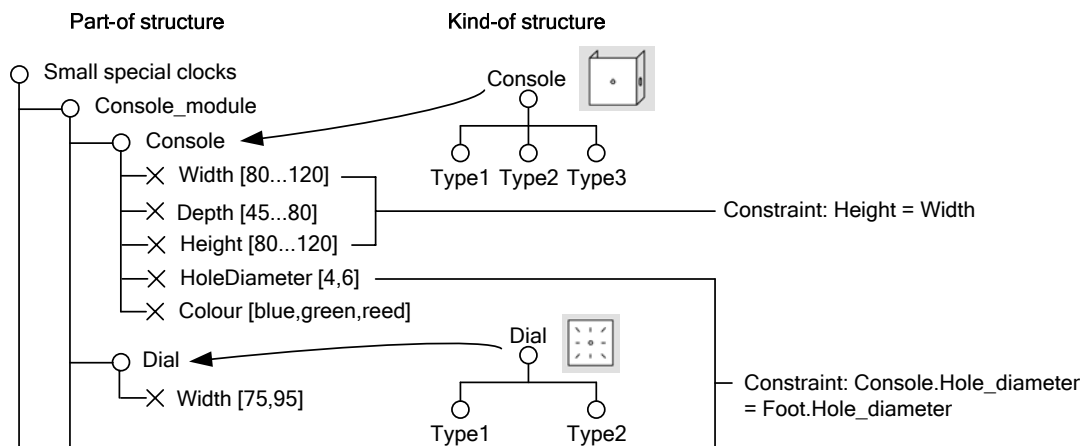 Part-of structure
Kind-of structure
Small special clocks
Console_module
Console
Width [80...120]
Depth [45...80]
Height [80...120]
HoleDiameter [4,6]
Colour [blue,green,reed]
Dial
Width [75,95]
Console
Type1 Type2 Type3
Dial
Type1 Type2
Constraint: Height = Width
Constraint: Console.Hole_diameter
= Foot.Hole_diameter